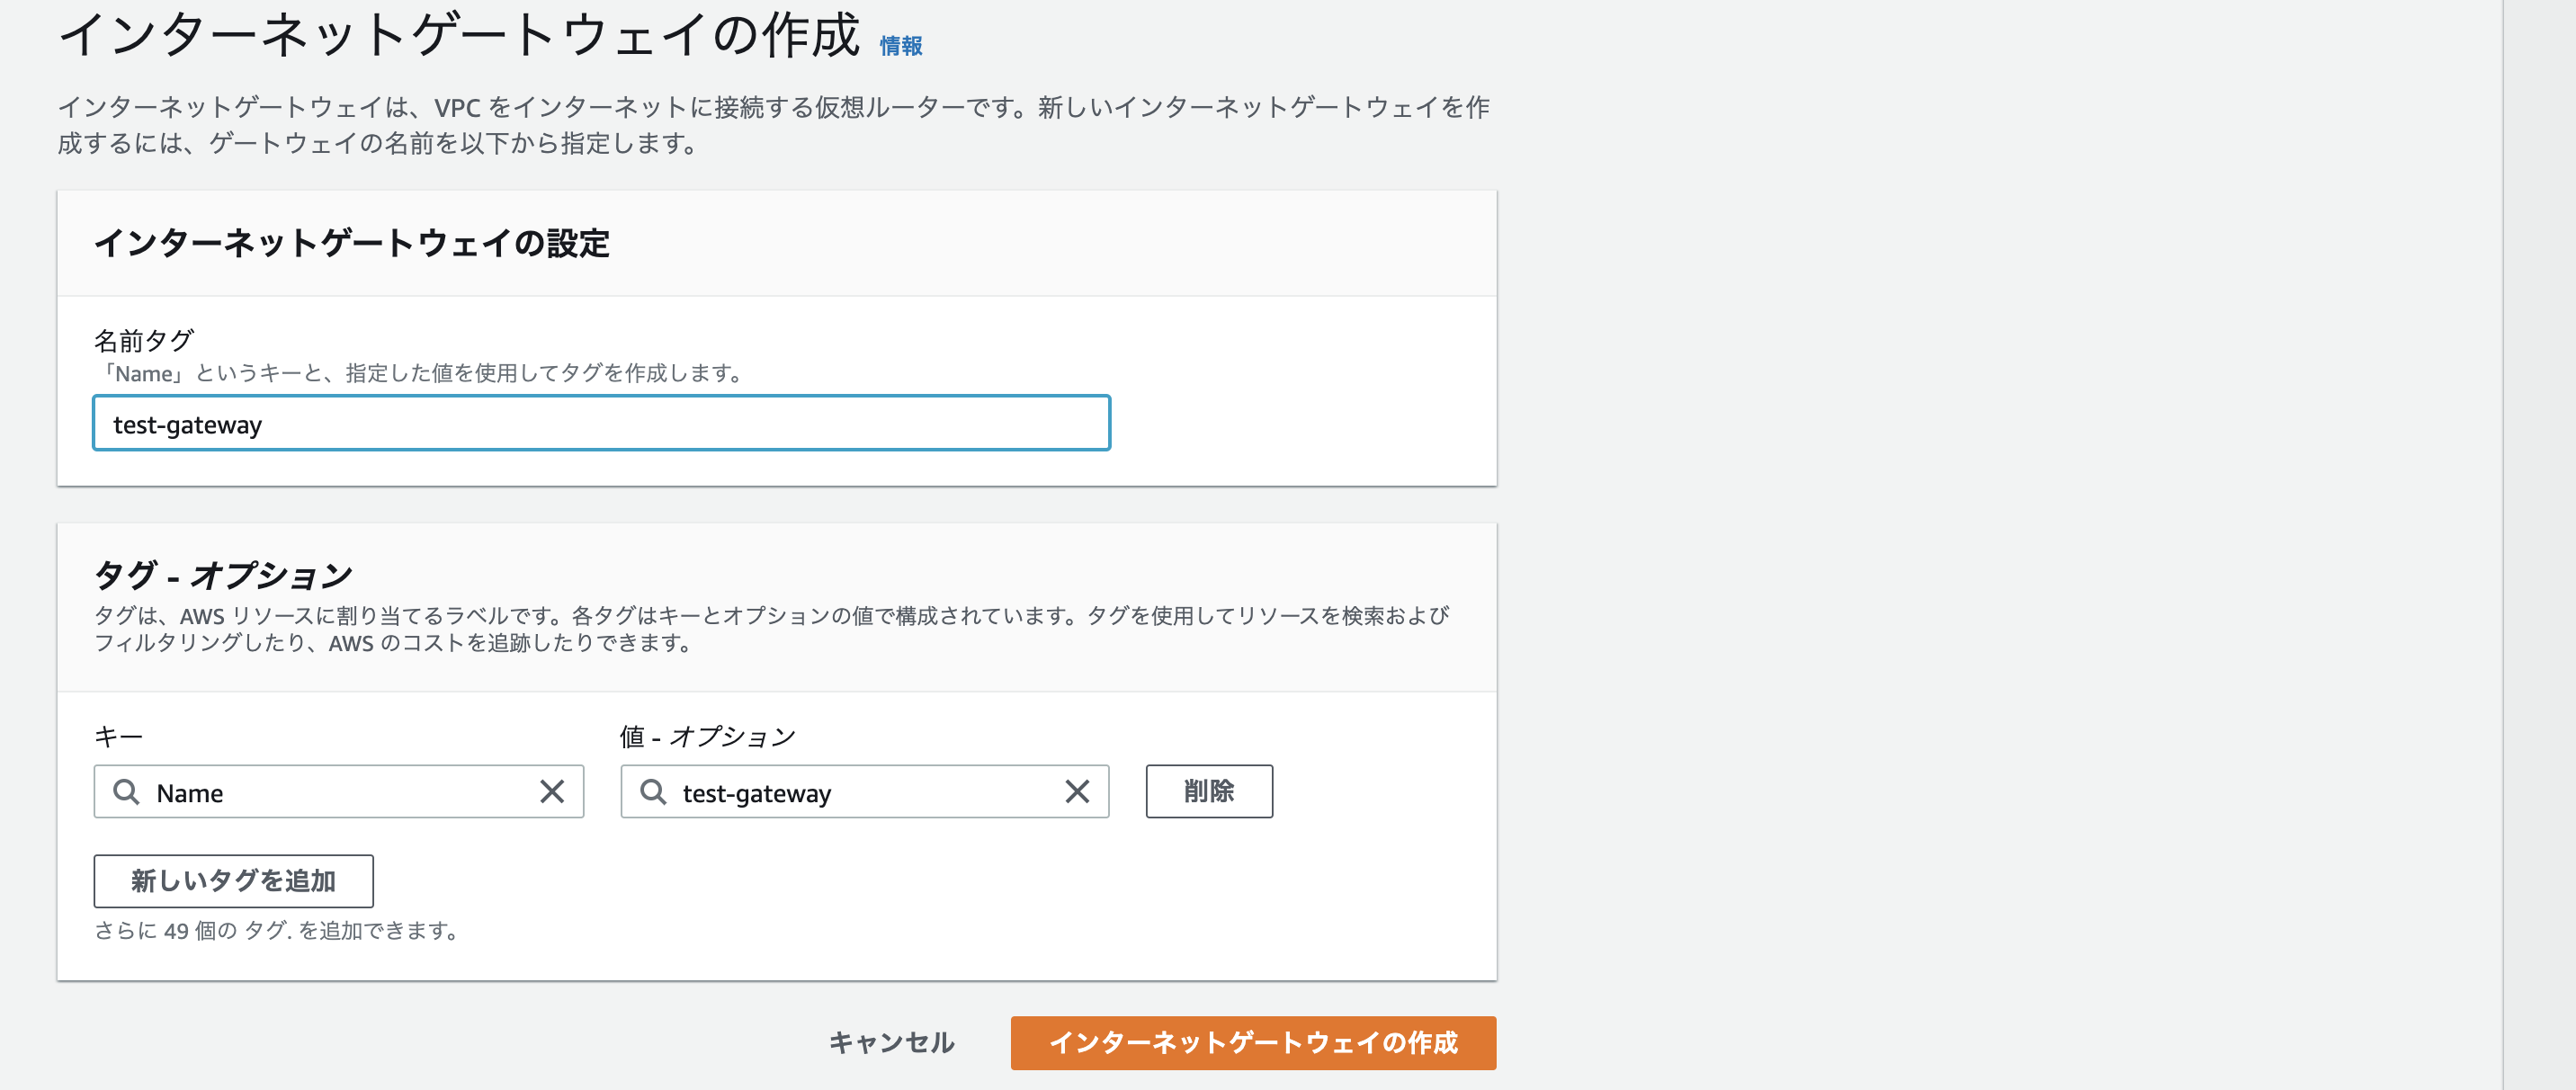 インターネットゲートウェイの作成 情報
インターネットゲートウェイは、VPC をインターネットに接続する仮想ルーターです。新しいインターネットゲートウェイを作
成するには、ゲートウェイの名前を以下から指定します。
インターネットゲートウェイの設定
名前タグ
「Name」というキーと、指定した値を使用してタグを作成します。
test-gateway
タグ - オプション
タグは、AWS リソースに割り当てるラベルです。各タグはキーとオプションの値で構成されています。タグを使用してリソースを検索および
フィルタリングしたり、AWS のコストを追跡したりできます。
キー 値 - オプション
Name test-gateway 削除
新しいタグを追加
さらに 49 個の タグ. を追加できます。
キャンセル インターネットゲートウェイの作成